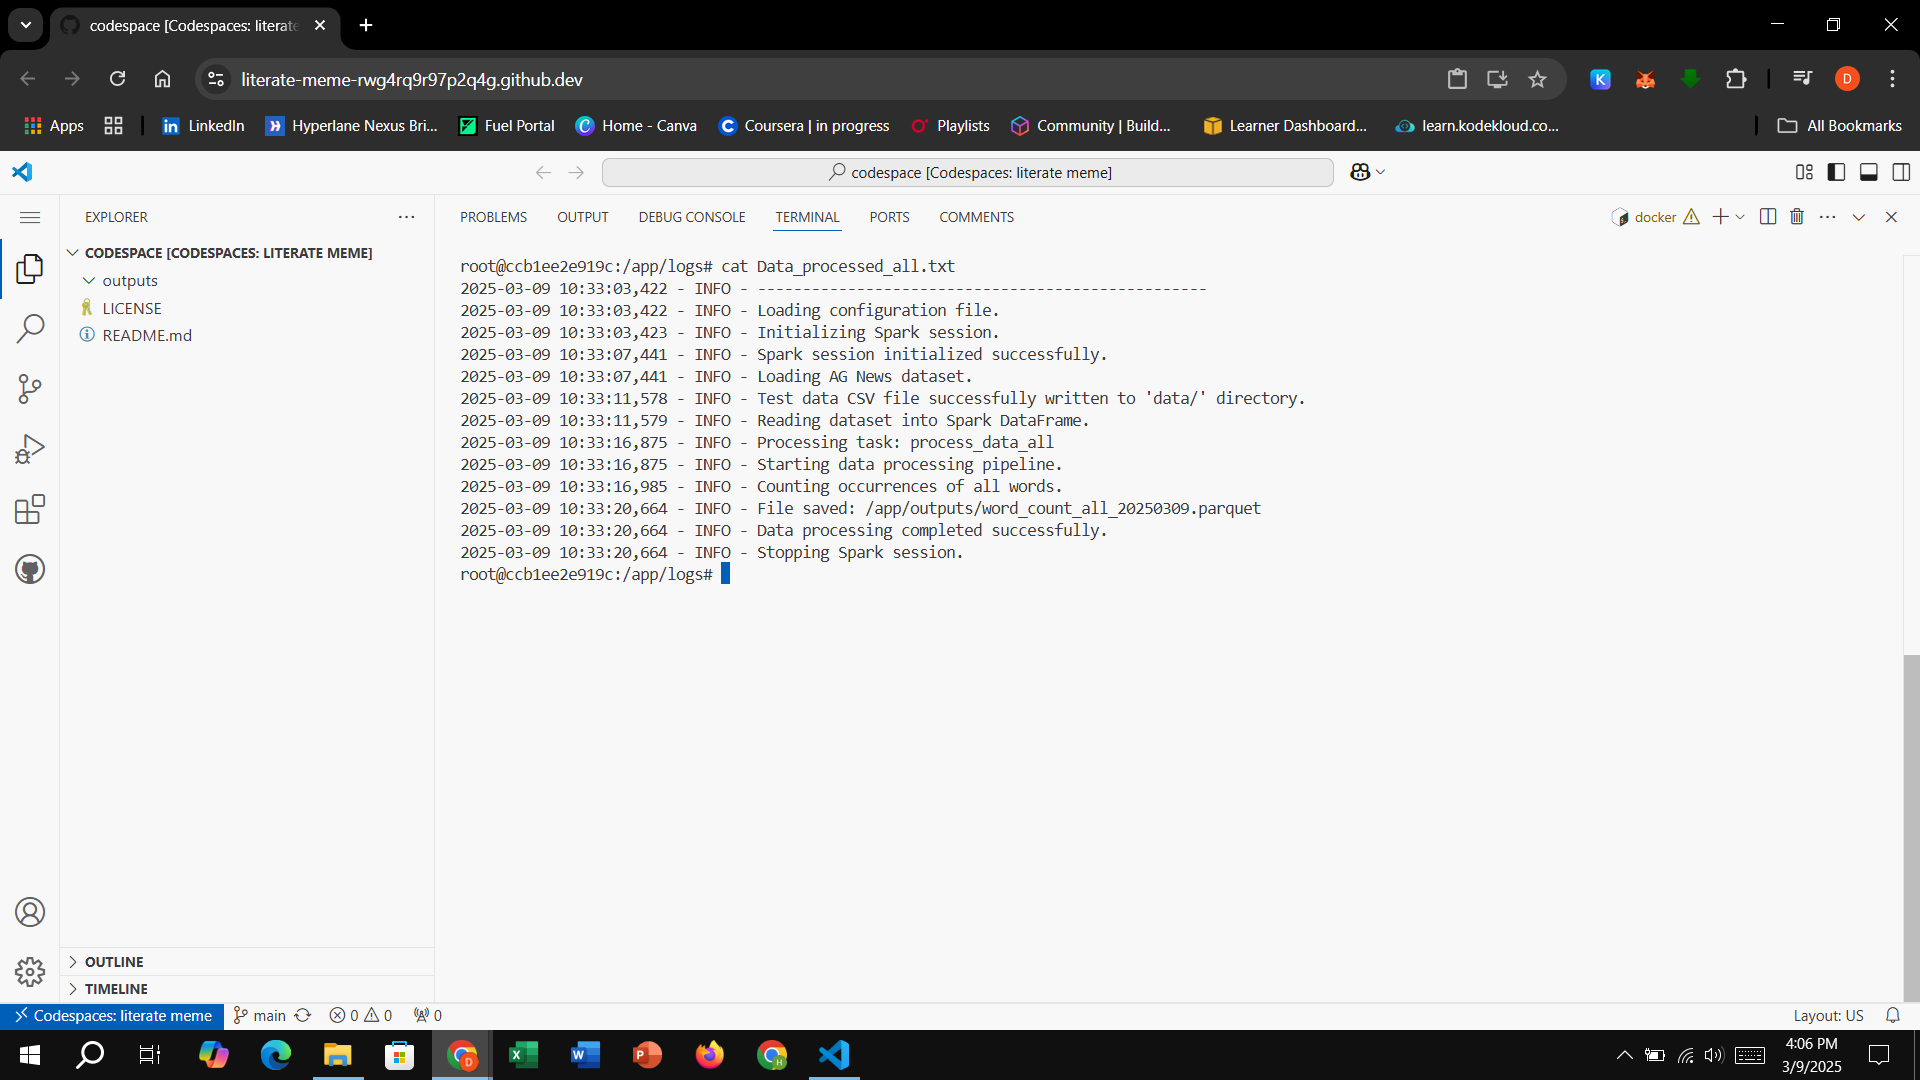 codespace [Codespaces: literate
literate-meme-rwg4rq9r97p2q4g.github.dev
K
D
Apps
LinkedIn
Hyperlane Nexus Bri...
Fuel Portal
Home - Canva
Coursera | in progress
Playlists
Community | Build...
Learner Dashboard...
learn.kodekloud.co...
All Bookmarks
codespace [Codespaces: literate meme]
EXPLORER
CODESPACE [CODESPACES: LITERATE MEME]
outputs
LICENSE
README.md
OUTLINE
TIMELINE
PROBLEMS OUTPUT DEBUG CONSOLE TERMINAL PORTS COMMENTS
docker
root@ccb1ee2e919c:/app/logs# cat Data_processed_all.txt
2025-03-09 10:33:03,422 - INFO - --------------------------------------------------
2025-03-09 10:33:03,422 - INFO - Loading configuration file.
2025-03-09 10:33:03,423 - INFO - Initializing Spark session.
2025-03-09 10:33:07,441 - INFO - Spark session initialized successfully.
2025-03-09 10:33:07,441 - INFO - Loading AG News dataset.
2025-03-09 10:33:11,578 - INFO - Test data CSV file successfully written to 'data/' directory.
2025-03-09 10:33:11,579 - INFO - Reading dataset into Spark DataFrame.
2025-03-09 10:33:16,875 - INFO - Processing task: process_data_all
2025-03-09 10:33:16,875 - INFO - Starting data processing pipeline.
2025-03-09 10:33:16,985 - INFO - Counting occurrences of all words.
2025-03-09 10:33:20,664 - INFO - File saved: /app/outputs/word_count_all_20250309.parquet
2025-03-09 10:33:20,664 - INFO - Data processing completed successfully.
2025-03-09 10:33:20,664 - INFO - Stopping Spark session.
root@ccb1ee2e919c:/app/logs#
Codespaces: literate meme
main
0 0
0
Layout: US
4:06 PM
3/9/2025